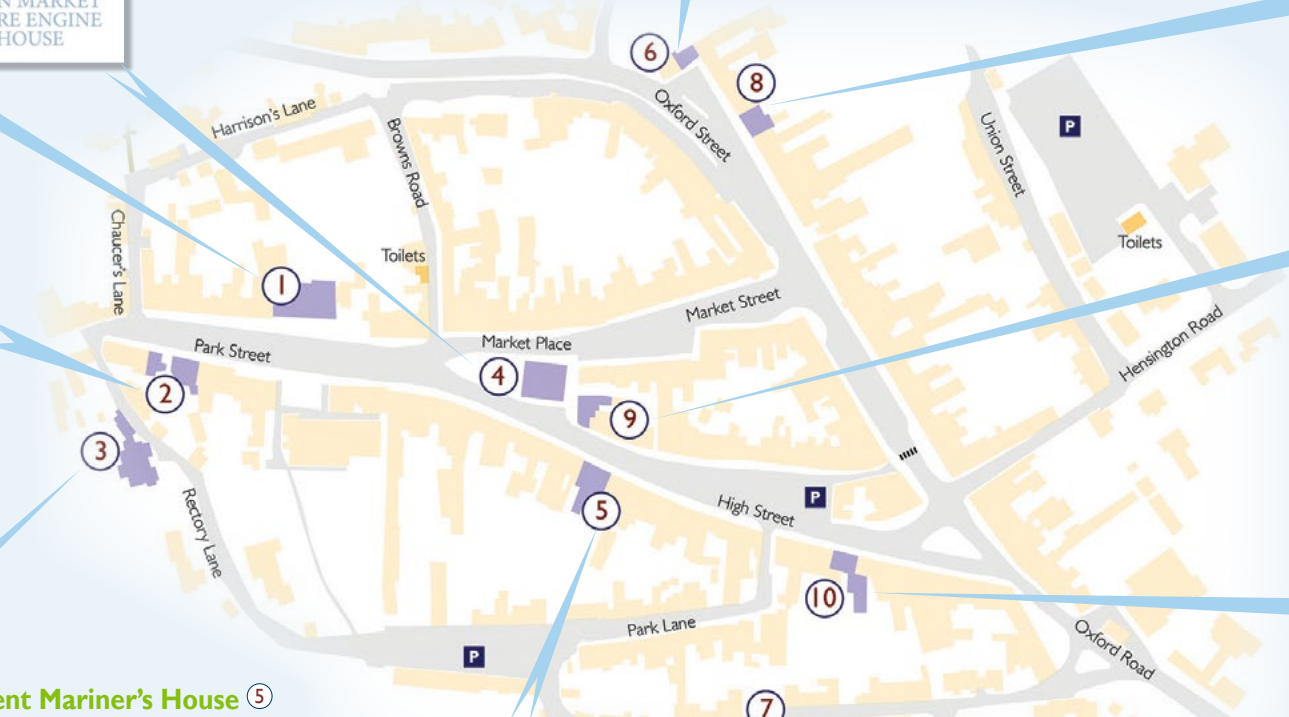 N MARKET
RE ENGINE
HOUSE
6
8
Oxford Street
Harrison's Lane
Browns Road
Union Street
P
Chaucer's Lane
Toilets
Toilets
1
Market Street
Hensington Road
Park Street
Market Place
4
2
9
3
5
High Street
P
Rectory Lane
10
Park Lane
P
Oxford Road
ent Mariner's House 5
7